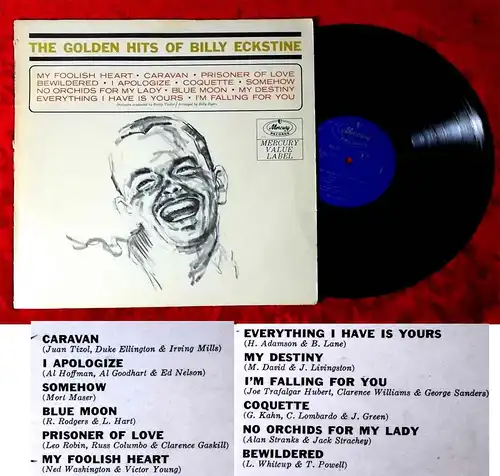 THE GOLDEN HITS OF BILLY ECKSTINE
MY FOOLISH HEART • CARAVAN • PRISONER OF LOVE
BEWILDERED • I APOLOGIZE • COQUETTE • SOMEHOW
NO ORCHIDS FOR MY LADY • BLUE MOON • MY DESTINY
EVERYTHING I HAVE IS YOURS • I'M FALLING FOR YOU
Mercury
RECORDS
MERCURY
VALUE
LABEL
CARAVAN
(Juan Tizol, Duke Ellington & Irving Mills)
I APOLOGIZE
(Al Hoffman, Al Goodhart & Ed Nelson)
SOMEHOW
(Mort Maser)
BLUE MOON
(R. Rodgers & L. Hart)
PRISONER OF LOVE
(Leo Robin, Russ Columbo & Clarence Gaskill)
MY FOOLISH HEART
(Ned Washington & Victor Young)
EVERYTHING I HAVE IS YOURS
(H. Adamson & B. Lane)
MY DESTINY
(M. David & J. Livingston)
I'M FALLING FOR YOU
(Joe Trafalgar Hubert, Clarence Williams & George Sanders)
COQUETTE
(G. Kahn, C. Lombardo & J. Green)
NO ORCHIDS FOR MY LADY
(Alan Stranks & Jack Strachey)
BEWILDERED
(L. Whitcup & T. Powell)